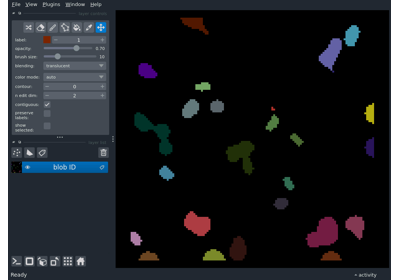 File View Plugins Window Help
label: 1
opacity: 0.70
brush size: 10
blending: translucent
color mode: auto
contour: 0
n edit dim: 2
contiguous:
preserve labels:
show selected:
blob ID
Ready
activity